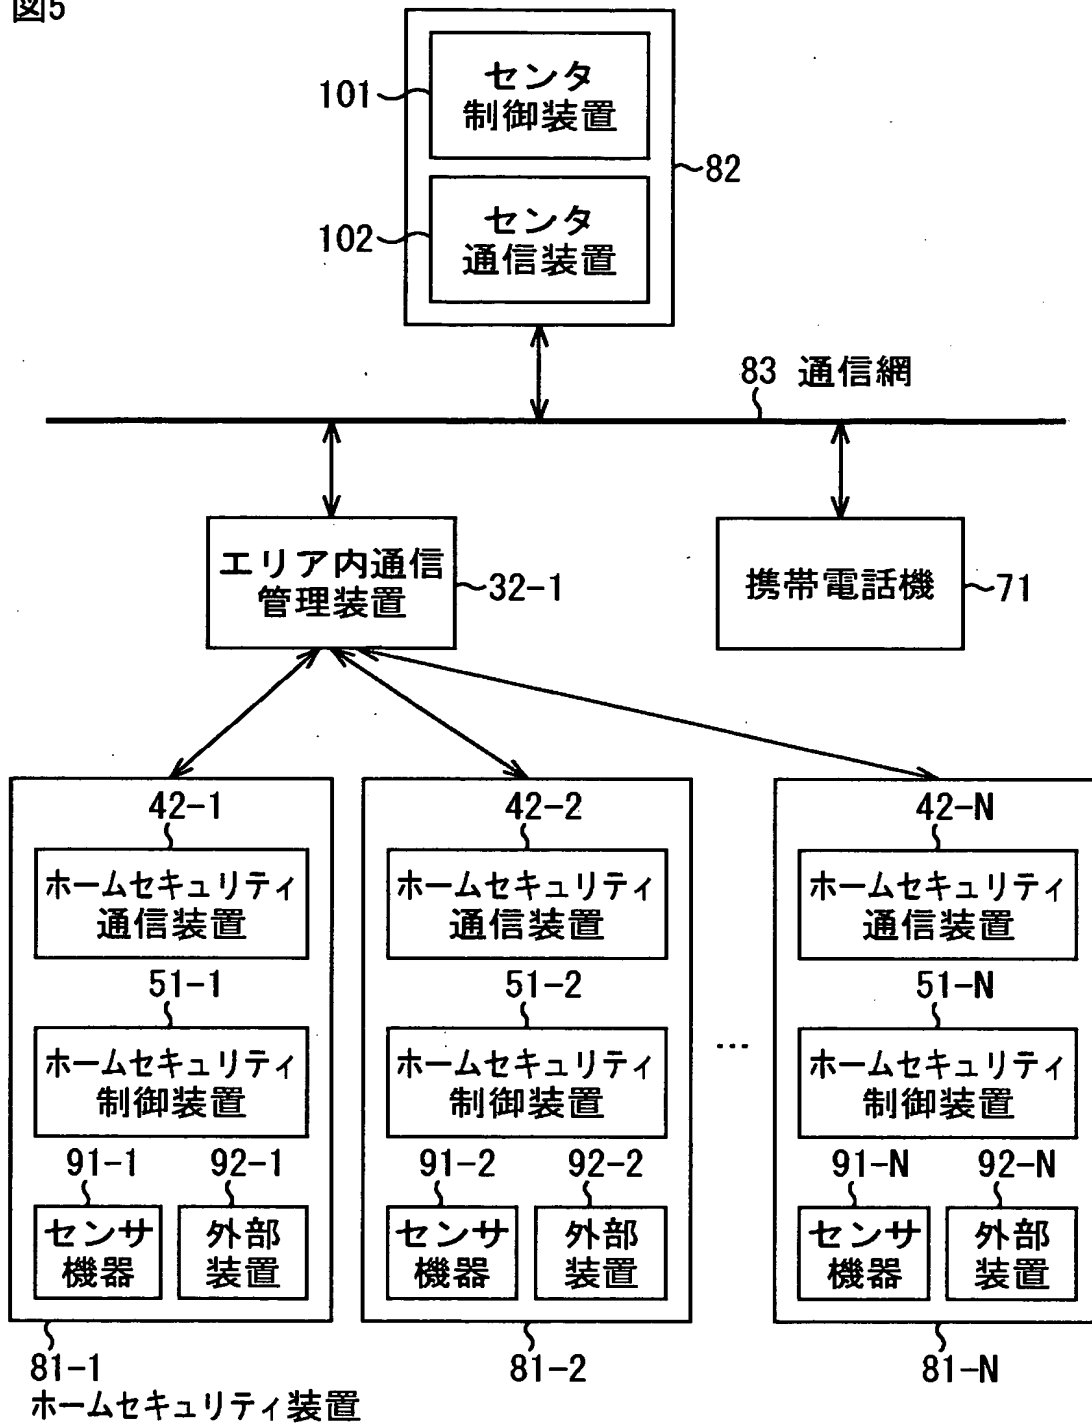 図5
101
センタ
制御装置
82
102
センタ
通信装置
83 通信網
エリア内通信
管理装置
32-1
携帯電話機
71
42-1
42-2
42-N
ホームセキュリティ
通信装置
ホームセキュリティ
通信装置
ホームセキュリティ
通信装置
51-1
51-2
51-N
ホームセキュリティ
制御装置
ホームセキュリティ
制御装置
…
ホームセキュリティ
制御装置
91-1
92-1
91-2
92-2
91-N
92-N
センサ
機器
外部
装置
センサ
機器
外部
装置
センサ
機器
外部
装置
81-1
ホームセキュリティ装置
81-2
81-N